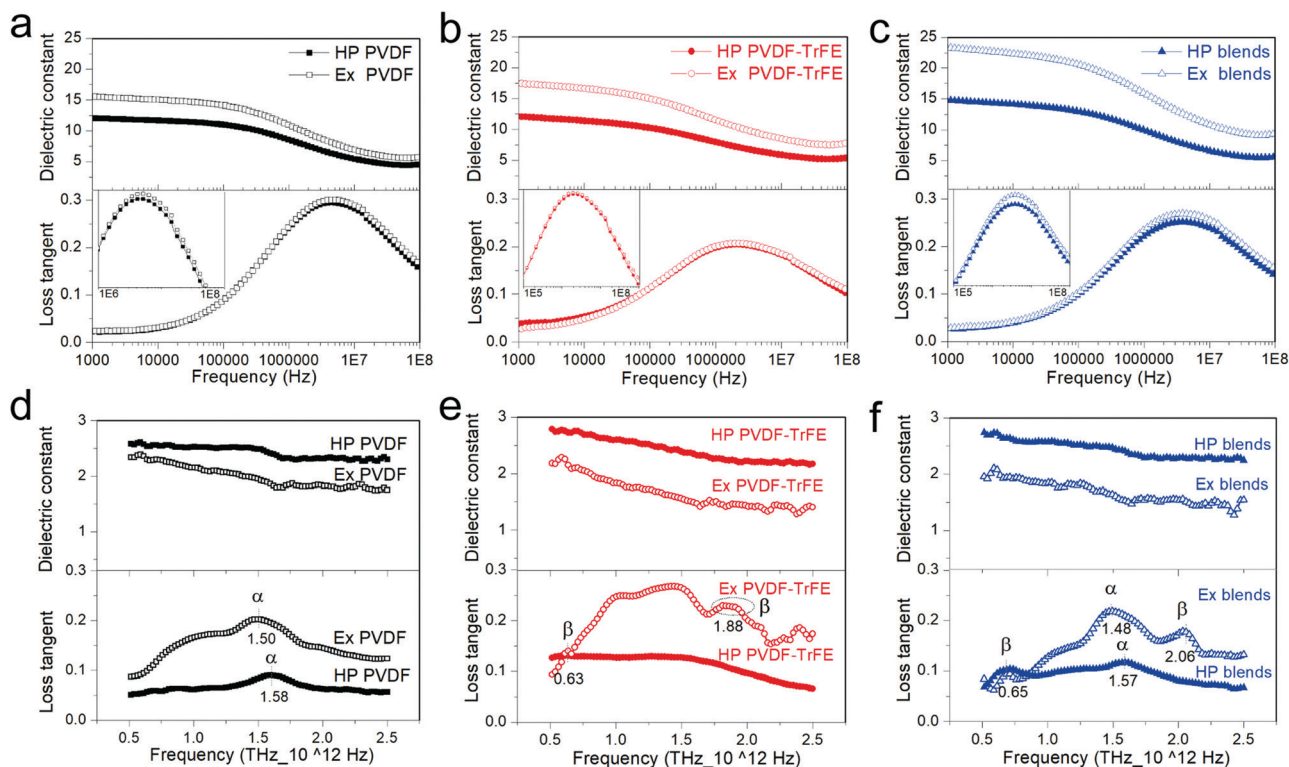 a
HP PVDF
Ex PVDF
Dielectric constant
25
20
15
10
5
Loss tangent
0.3
0.2
0.1
0.0
1E6
1E8
1000
10000
100000
1000000
1E7
1E8
Frequency (Hz)
b
HP PVDF-TrFE
Ex PVDF-TrFE
Dielectric constant
25
20
15
10
5
Loss tangent
0.3
0.2
0.1
0.0
1E5
1E8
1000
10000
100000
1000000
1E7
1E8
Frequency (Hz)
c
HP blends
Ex blends
Dielectric constant
25
20
15
10
5
Loss tangent
0.3
0.2
0.1
0.0
1E5
1E8
1000
10000
100000
1000000
1E7
1E8
Frequency (Hz)
d
Dielectric constant
3
2
1
HP PVDF
Ex PVDF
Loss tangent
0.3
0.2
0.1
0.0
α
1.50
Ex PVDF
α
HP PVDF
1.58
0.5
1.0
1.5
2.0
2.5
Frequency (THz_10 ^12 Hz)
e
Dielectric constant
3
2
1
HP PVDF-TrFE
Ex PVDF-TrFE
Loss tangent
0.3
0.2
0.1
0.0
Ex PVDF-TrFE
β
β
1.88
HP PVDF-TrFE
0.63
0.5
1.0
1.5
2.0
2.5
Frequency (THz_10 ^12 Hz)
f
Dielectric constant
3
2
1
HP blends
Ex blends
Loss tangent
0.3
0.2
0.1
0.0
α
Ex blends
β
1.48
2.06
β
α
HP blends
0.65
1.57
0.5
1.0
1.5
2.0
2.5
Frequency (THz_10 ^12 Hz)